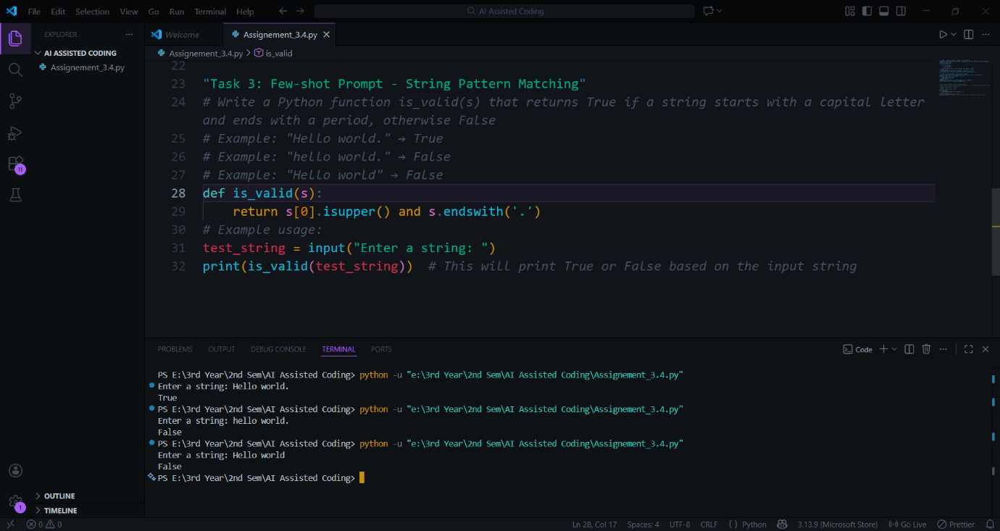 File Edit Selection View Go Run Terminal Help
AI Assisted Coding
EXPLORER
AI ASSISTED CODING
Assignement_3.4.py
11
OUTLINE
TIMELINE
1
Welcome
Assignement_3.4.py
Assignement_3.4.py > is_valid
22
23 "Task 3: Few-shot Prompt - String Pattern Matching"
24 # Write a Python function is_valid(s) that returns True if a string starts with a capital letter
and ends with a period, otherwise False
25 # Example: "Hello world." → True
26 # Example: "hello world." → False
27 # Example: "Hello world" → False
28 def is_valid(s):
29     return s[0].isupper() and s.endswith('.')
30 # Example usage:
31 test_string = input("Enter a string: ")
32 print(is_valid(test_string))  # This will print True or False based on the input string
PROBLEMS OUTPUT DEBUG CONSOLE TERMINAL PORTS
Code
PS E:\3rd Year\2nd Sem\AI Assisted Coding> python -u "e:\3rd Year\2nd Sem\AI Assisted Coding\Assignement_3.4.py"
Enter a string: Hello world.
True
PS E:\3rd Year\2nd Sem\AI Assisted Coding> python -u "e:\3rd Year\2nd Sem\AI Assisted Coding\Assignement_3.4.py"
Enter a string: hello world.
False
PS E:\3rd Year\2nd Sem\AI Assisted Coding> python -u "e:\3rd Year\2nd Sem\AI Assisted Coding\Assignement_3.4.py"
Enter a string: Hello world
False
PS E:\3rd Year\2nd Sem\AI Assisted Coding>
0 0
Ln 28, Col 17 Spaces: 4 UTF-8 CRLF { } Python 3.13.9 (Microsoft Store) Go Live Prettier